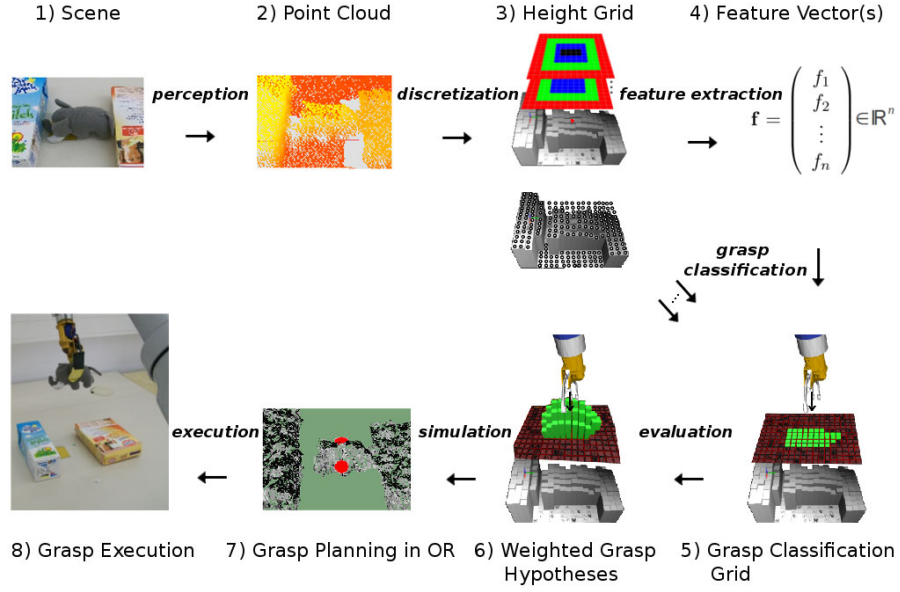 1) Scene
2) Point Cloud
3) Height Grid
4) Feature Vector(s)
perception
discretization
feature extraction
f = ( f1 f2 ⋮ fn ) ∈ ℝ^n
grasp
classification
execution
simulation
evaluation
8) Grasp Execution
7) Grasp Planning in OR
6) Weighted Grasp
Hypotheses
5) Grasp Classification
Grid